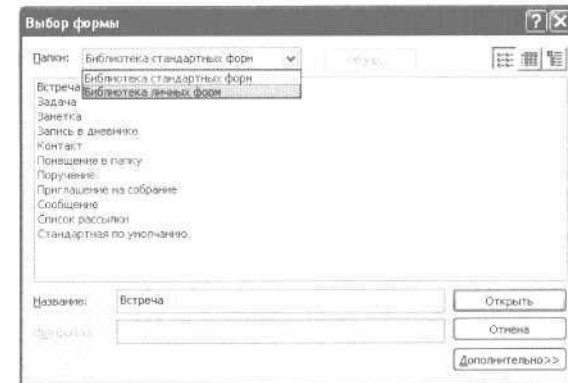 Выбор формы
Папки: Библиотека стандартных форм
Библиотека стандартных форм
Библиотека личных форм
Встреча
Задача
Заметка
Запись в дневнике
Контакт
Помещение в папку
Поручение
Приглашение на собрание
Сообщение
Список рассылки
Стандартная по умолчанию
Название: Встреча
Открыть
Отмена
Дополнительно>>